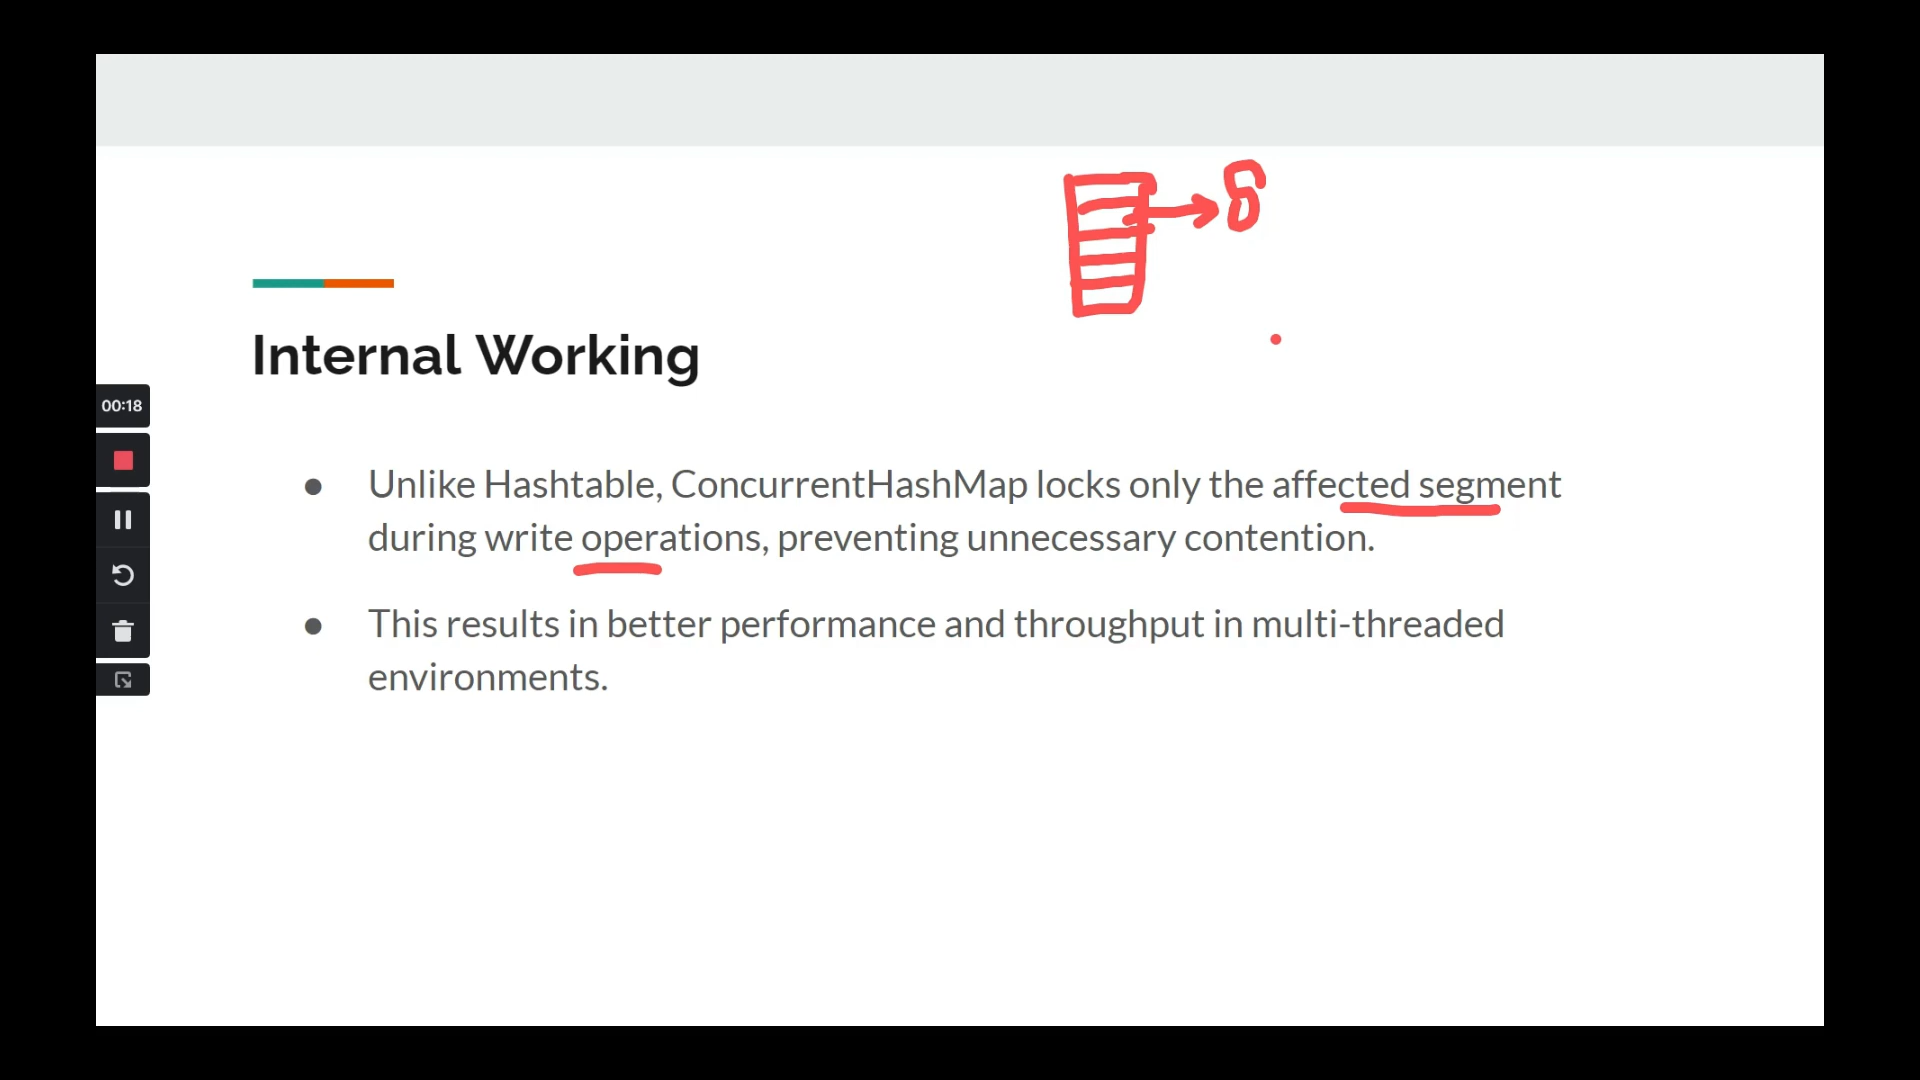 Internal Working
00:18
● Unlike Hashtable, ConcurrentHashMap locks only the affected segment
during write operations, preventing unnecessary contention.
● This results in better performance and throughput in multi-threaded
environments.